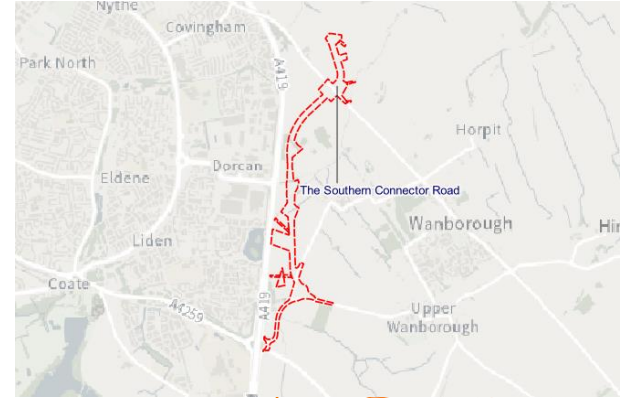 Nythe
Covingham
A419
Park North
Horpit
Dorcan
Eldene
The Southern Connector Road
Wanborough
Liden
Coate
A4259
A419
Upper
Wanborough